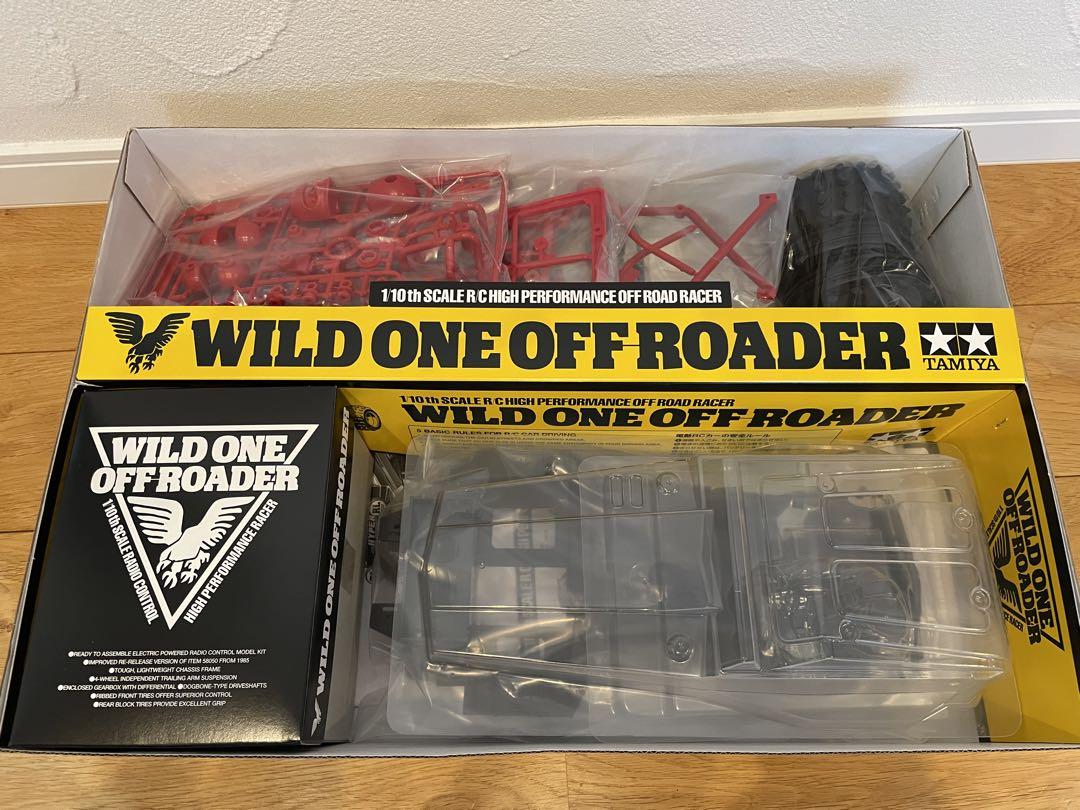 1/10th SCALE R/C HIGH PERFORMANCE OFF ROAD RACER
WILD ONE OFF-ROADER
TAMIYA
WILD ONE
OFF ROADER
1/10th SCALE RADIO CONTROL
HIGH PERFORMANCE RACER
●READY TO ASSEMBLE ELECTRIC POWERED RADIO CONTROL MODEL KIT
●IMPROVED RE-RELEASE VERSION OF ITEM 58050 FROM 1985
●TOUGH, LIGHTWEIGHT CHASSIS FRAME
●4-WHEEL INDEPENDENT TRAILING ARM SUSPENSION
●ENCLOSED GEARBOX WITH DIFFERENTIAL ●DOGBONE-TYPE DRIVESHAFTS
●RIBBED FRONT TIRES OFFER SUPERIOR CONTROL
●REAR BLOCK TIRES PROVIDE EXCELLENT GRIP
WILD ONE OFF ROADER
1/10th SCALE R/C HIGH PERFORMANCE OFF ROAD RACER
WILD ONE OFF ROADER
5 BASIC RULES FOR R/C CAR DRIVING
電動RCカーの安全ルール
WILD ONE
OFF ROADER